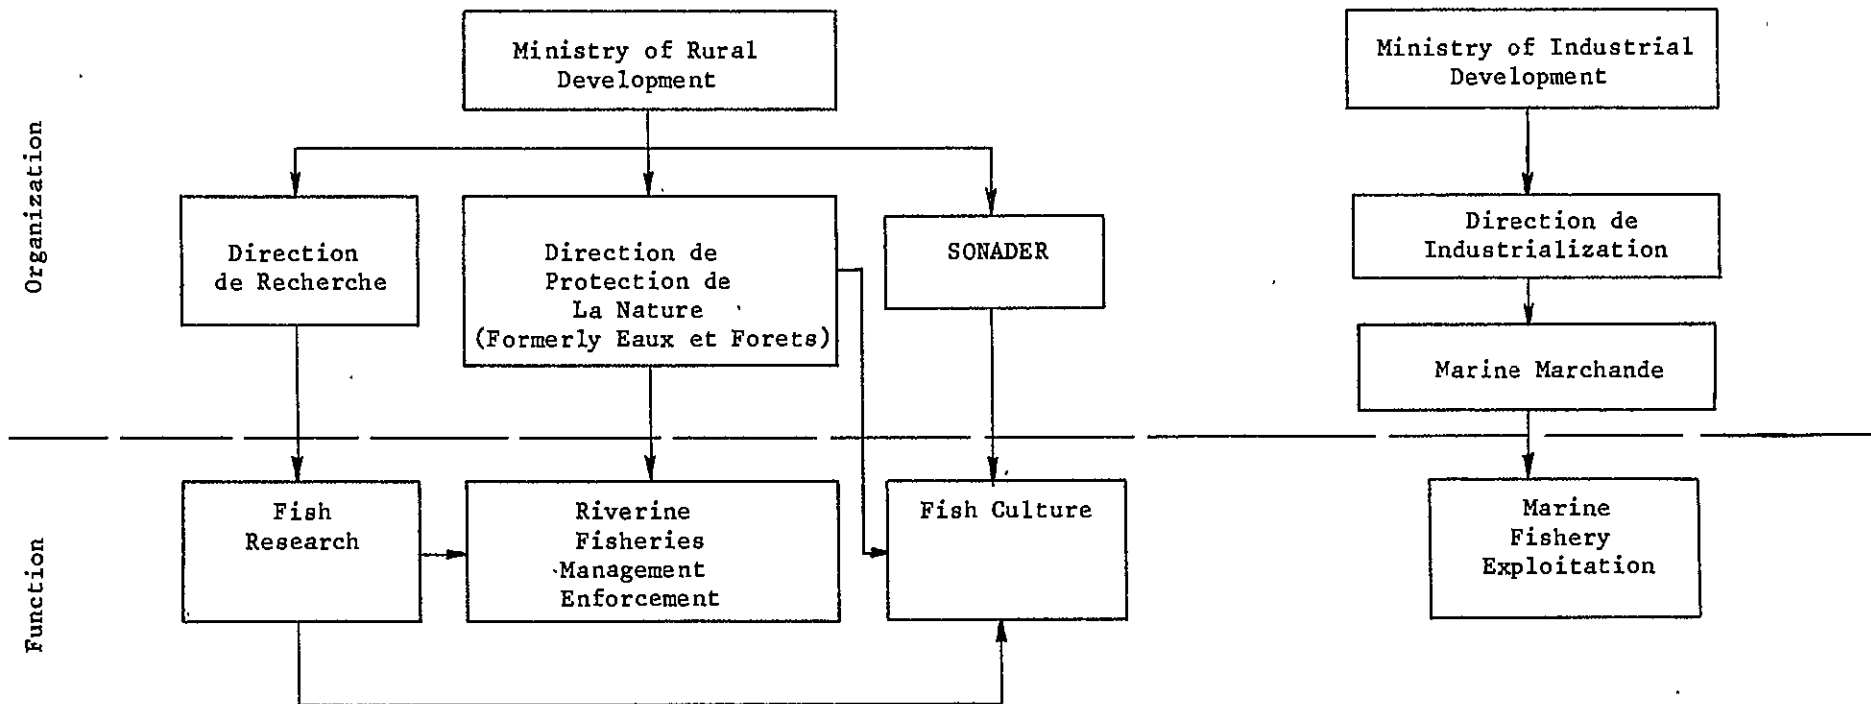 Organization
Ministry of Rural
Development
Ministry of Industrial
Development
Direction
de Recherche
Direction de
Protection de
La Nature
(Formerly Eaux et Forets)
SONADER
Direction de
Industrialization
Marine Marchande
Function
Fish
Research
Riverine
Fisheries
Management
Enforcement
Fish Culture
Marine
Fishery
Exploitation